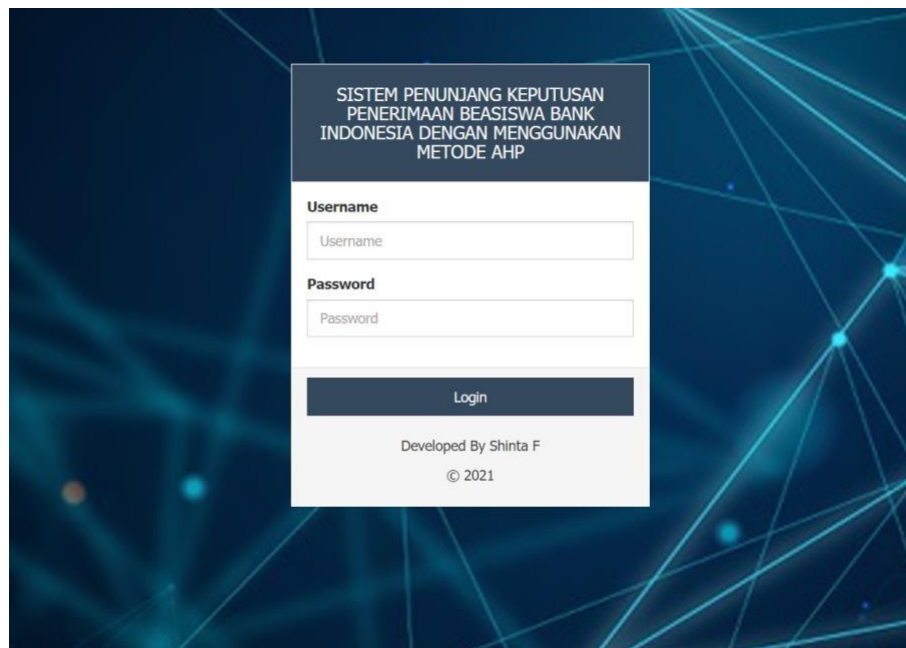 SISTEM PENUNJANG KEPUTUSAN
PENERIMAAN BEASISWA BANK
INDONESIA DENGAN MENGGUNAKAN
METODE AHP
Username
Username
Password
Password
Login
Developed By Shinta F
© 2021